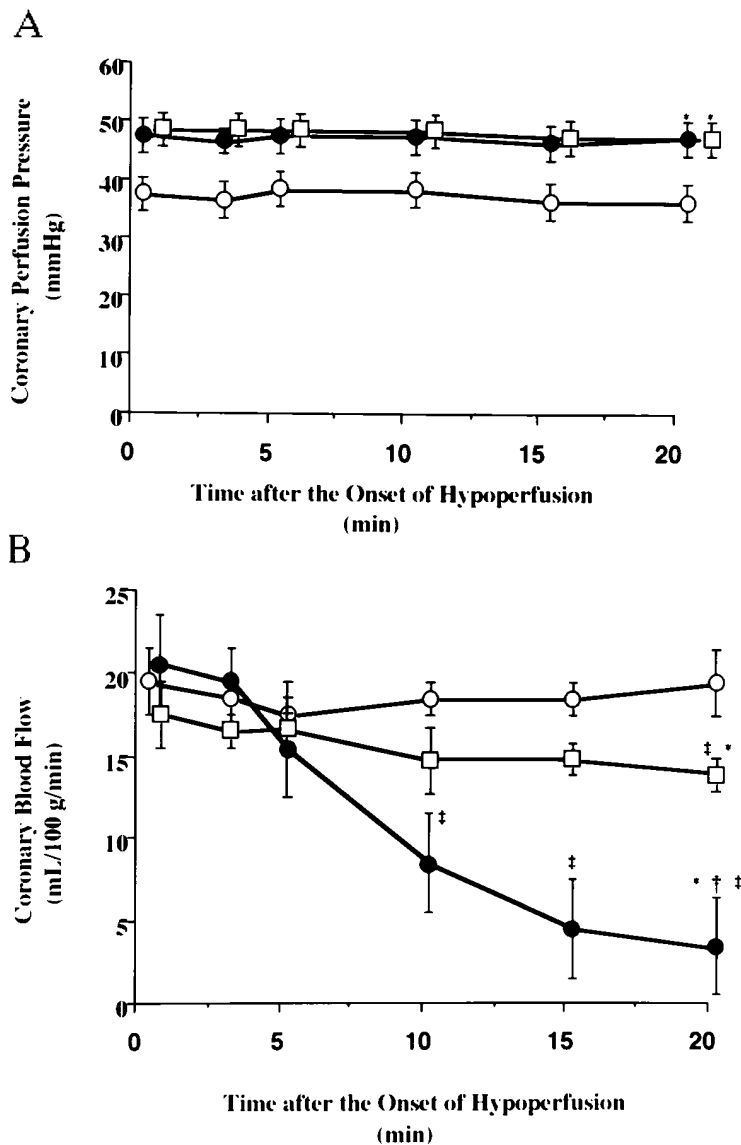 A
60
50
40
30
20
10
0
Coronary Perfusion Pressure
(mmHg)
* *
0 5 10 15 20
Time after the Onset of Hypoperfusion
(min)
B
25
20
15
10
5
0
Coronary Blood Flow
(mL/100 g/min)
‡ *
‡
‡
* † ‡
0 5 10 15 20
Time after the Onset of Hypoperfusion
(min)